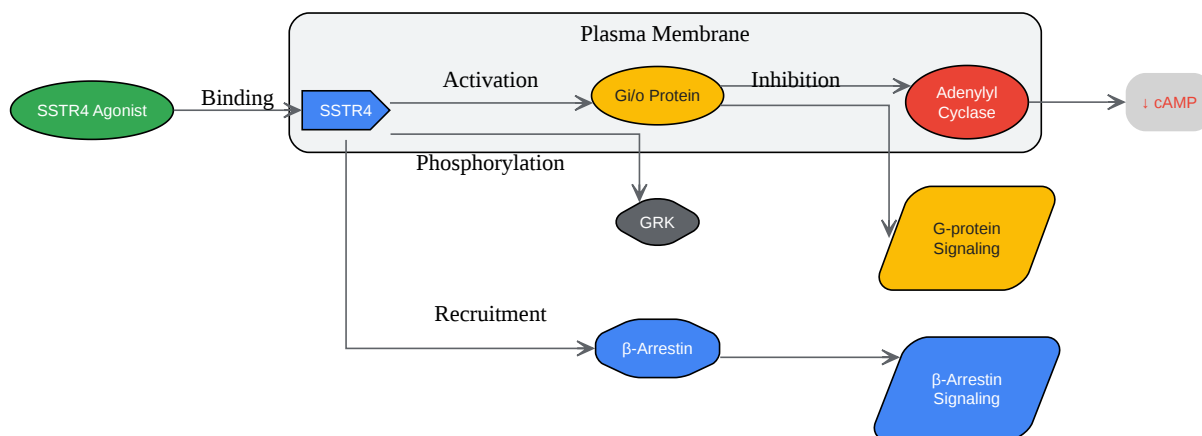 Plasma Membrane
SSTR4 Agonist
Binding
SSTR4
Activation
Gi/o Protein
Inhibition
Adenylyl
Cyclase
↓ cAMP
Phosphorylation
GRK
G-protein
Signaling
Recruitment
β-Arrestin
β-Arrestin
Signaling